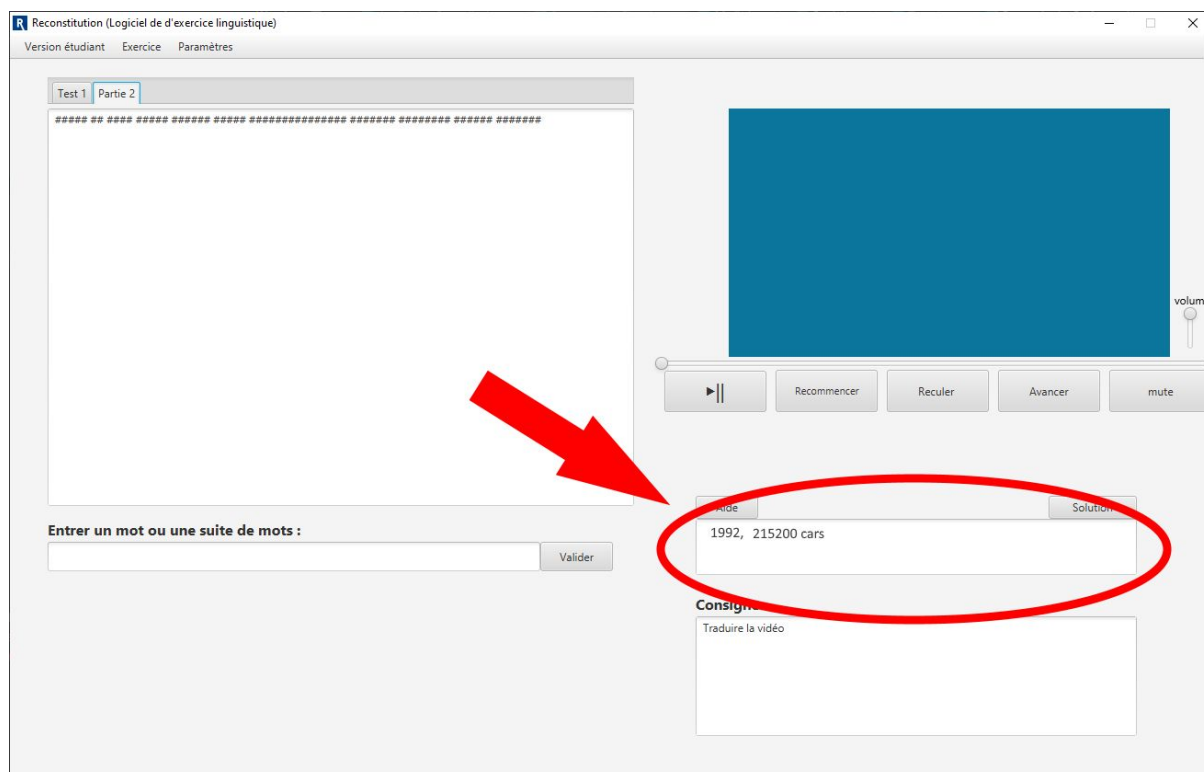 R Reconstitution (Logiciel de d'exercice linguistique)
Version étudiant Exercice Paramètres
Test 1 Partie 2
##### ## #### ##### ###### ##### ############### ####### ######## ###### #######
volum
►|| Recommencer Reculer Avancer mute
Aide Solution
Entrer un mot ou une suite de mots :
1992, 215200 cars
Valider
Consigne
Traduire la vidéo